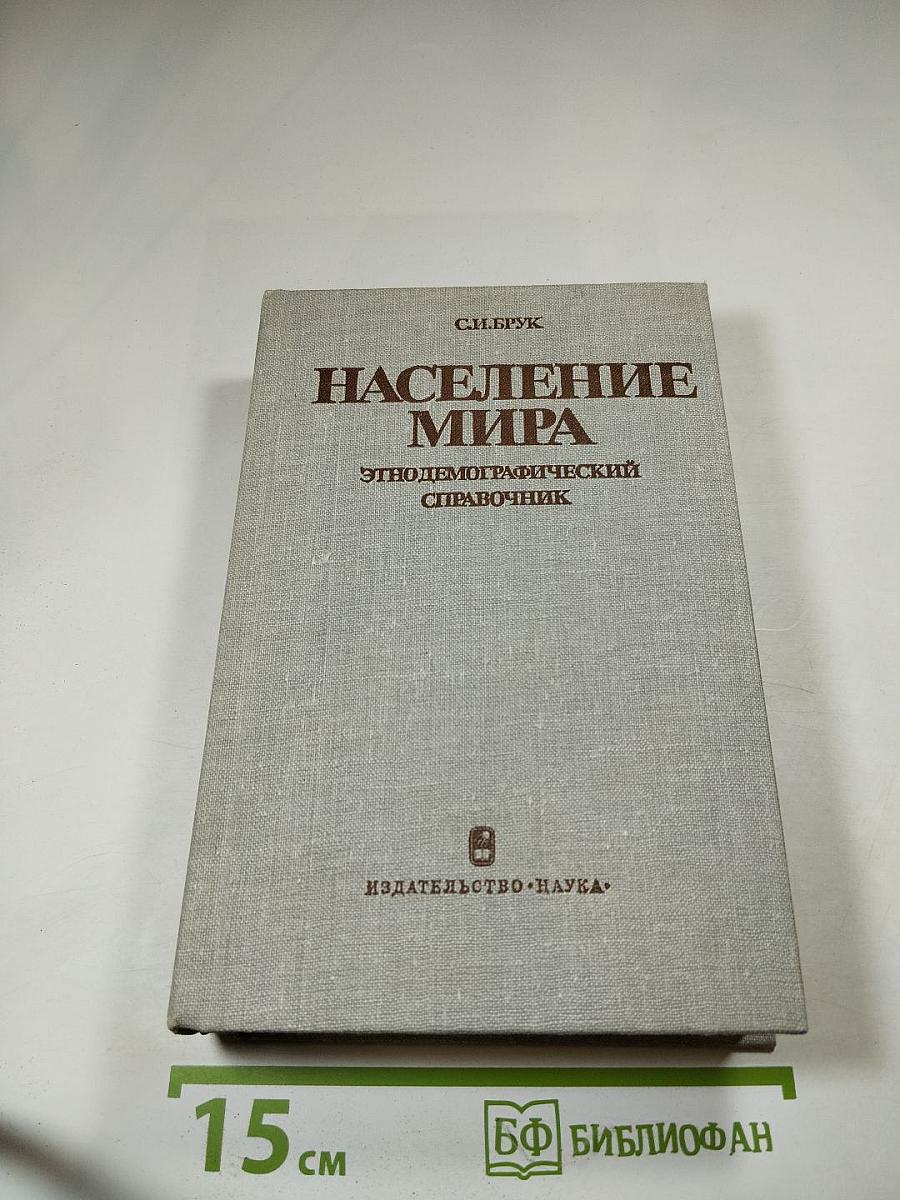 С.И.БРУК
НАСЕЛЕНИЕ
МИРА
ЭТНОДЕМОГРАФИЧЕСКИЙ
СПРАВОЧНИК
ИЗДАТЕЛЬСТВО·НАУКА·
15 см
БФ БИБЛИОФАН